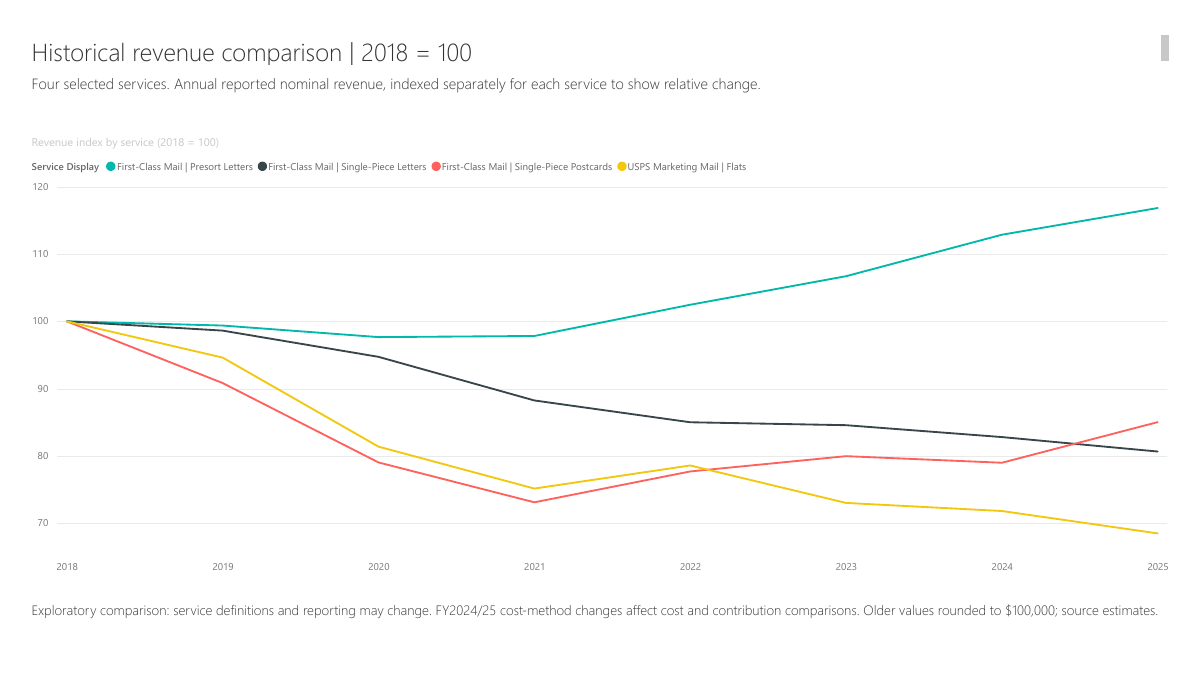 Historical revenue comparison | 2018 = 100
Four selected services. Annual reported nominal revenue, indexed separately for each service to show relative change.
Revenue index by service (2018 = 100)
Service Display First-Class Mail | Presort Letters First-Class Mail | Single-Piece Letters First-Class Mail | Single-Piece Postcards USPS Marketing Mail | Flats
120
110
100
90
80
70
2018 2019 2020 2021 2022 2023 2024 2025
Exploratory comparison: service definitions and reporting may change. FY2024/25 cost-method changes affect cost and contribution comparisons. Older values rounded to $100,000; source estimates.